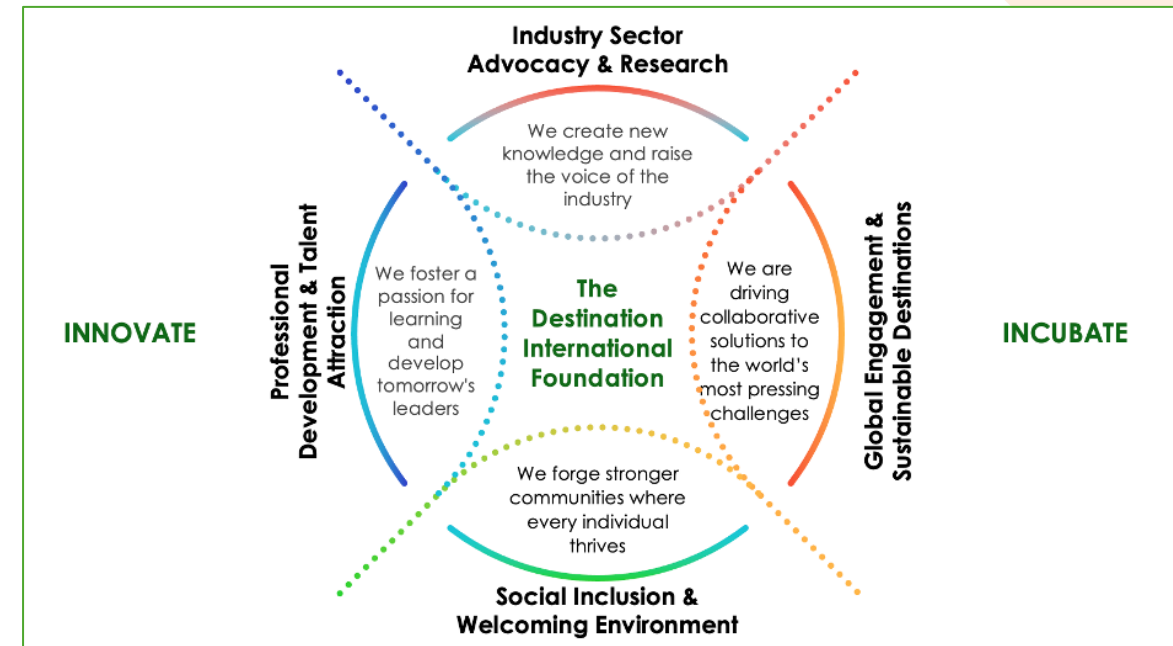 Industry Sector
Advocacy & Research
We create new
knowledge and raise
the voice of the
industry
INNOVATE
Professional
Development & Talent
Attraction
We foster a
passion for
learning
and
develop
tomorrow's
leaders
The
Destination
International
Foundation
We are
driving
collaborative
solutions to
the world's
most pressing
challenges
Global Engagement &
Sustainable Destinations
INCUBATE
We forge stronger
communities where
every individual
thrives
Social Inclusion &
Welcoming Environment